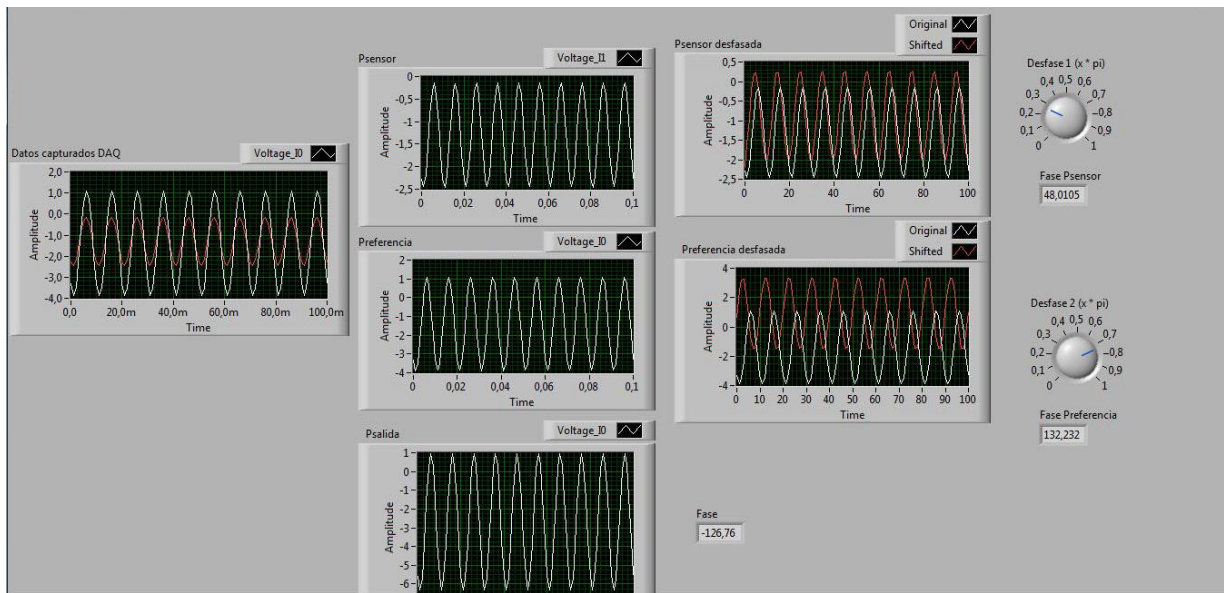 Datos capturados DAQ
Voltage_I0
Amplitude
2,0
1,0
0,0
-1,0
-2,0
-3,0
-4,0
0,0 20,0m 40,0m 60,0m 80,0m 100,0m
Time
Psensor
Voltage_I1
Amplitude
0
-0,5
-1
-1,5
-2
-2,5
0 0,02 0,04 0,06 0,08 0,1
Time
Preferencia
Voltage_I0
Amplitude
2
1
0
-1
-2
-3
-4
0 0,02 0,04 0,06 0,08 0,1
Time
Psalida
Voltage_I0
Amplitude
1
0
-1
-2
-3
-4
-5
-6
Psensor desfasada
Original
Shifted
Amplitude
0,5
0
-0,5
-1
-1,5
-2
-2,5
0 20 40 60 80 100
Time
Preferencia desfasada
Original
Shifted
Amplitude
4
2
0
-2
-4
0 10 20 30 40 50 60 70 80 90 100
Time
Fase
-126,76
Desfase 1 (x * pi)
0 0,1 0,2 0,3 0,4 0,5 0,6 0,7 0,8 0,9 1
Fase Psensor
48,0105
Desfase 2 (x * pi)
0 0,1 0,2 0,3 0,4 0,5 0,6 0,7 0,8 0,9 1
Fase Preferencia
132,232